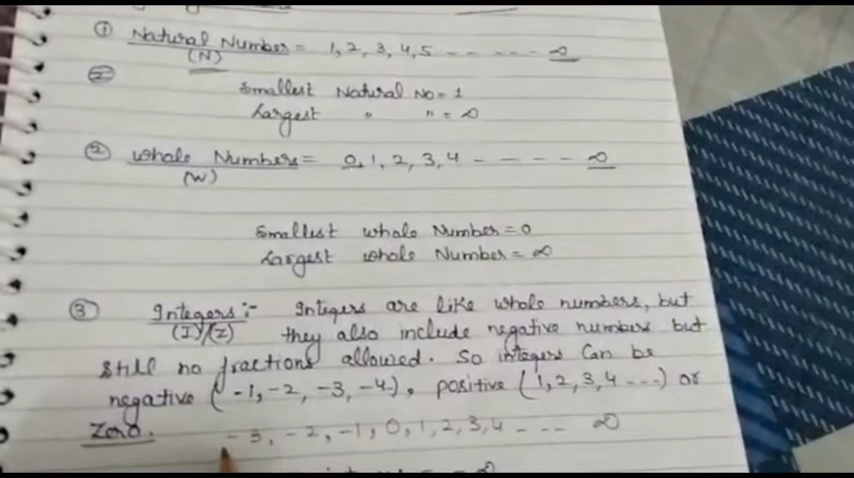 ① Natural Number = 1, 2, 3, 4, 5 - - - - - - ∞
(N)
②
Smallest Natural No = 1
Largest " " = ∞
② Whole Numbers = 0, 1, 2, 3, 4 - - - - - ∞
(W)
Smallest whole Number = 0
Largest whole Number = ∞
③ Integers :- Integers are like whole numbers, but
(I)/(Z) they also include negative numbers but
still no fractions allowed. So integers can be
negative (-1, -2, -3, -4), positive (1, 2, 3, 4 ---) or
Zero.
-3, -2, -1, 0, 1, 2, 3, 4 - - -- ∞
= - ∞